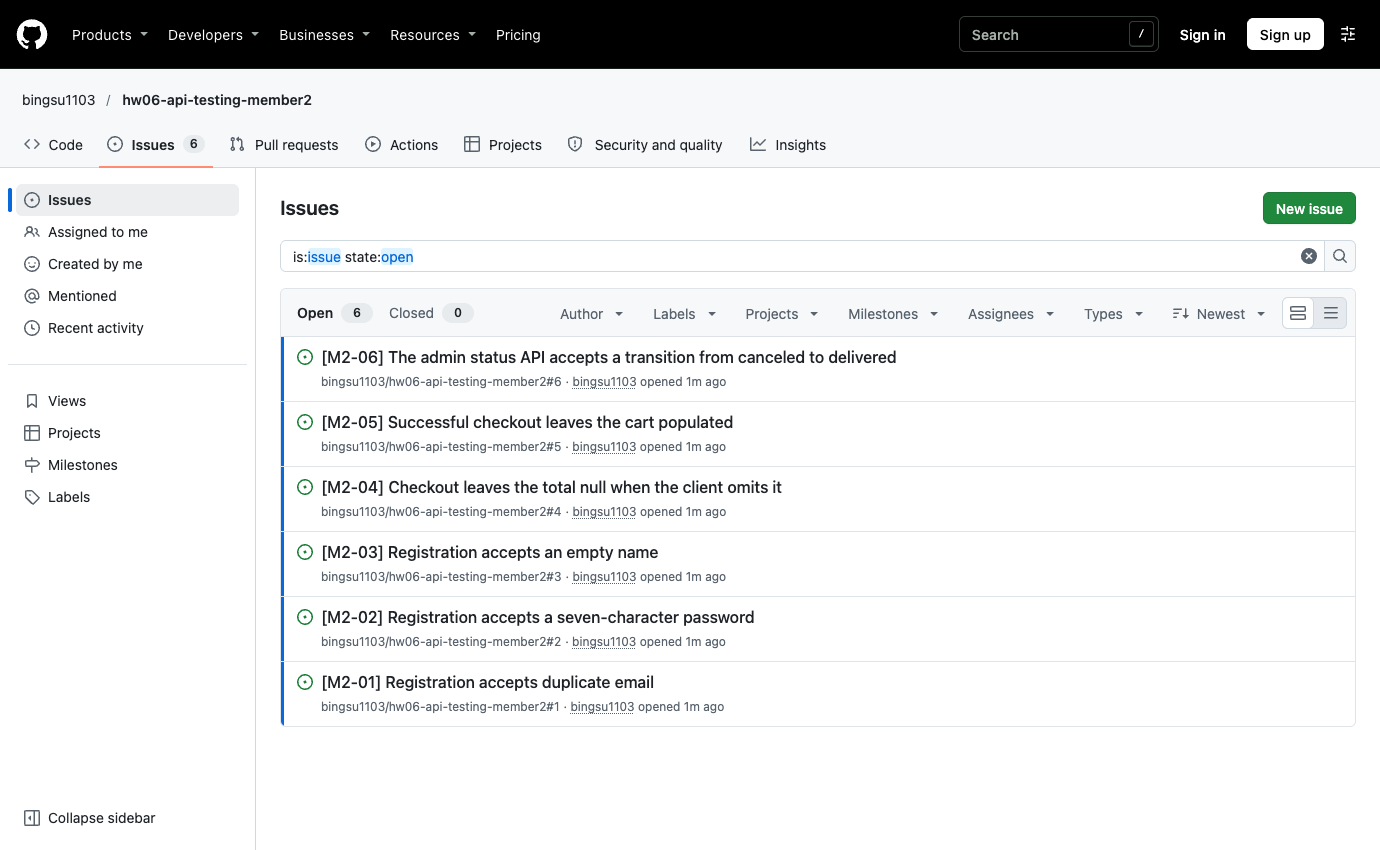 Products Developers Businesses Resources Pricing Search / Sign in Sign up
bingsu1103 / hw06-api-testing-member2
Code Issues 6 Pull requests Actions Projects Security and quality Insights
Issues
Assigned to me
Created by me
Mentioned
Recent activity
Views
Projects
Milestones
Labels
Collapse sidebar
Issues
New issue
is:issue state:open
Open 6 Closed 0 Author Labels Projects Milestones Assignees Types Newest
[M2-06] The admin status API accepts a transition from canceled to delivered
bingsu1103/hw06-api-testing-member2#6 · bingsu1103 opened 1m ago
[M2-05] Successful checkout leaves the cart populated
bingsu1103/hw06-api-testing-member2#5 · bingsu1103 opened 1m ago
[M2-04] Checkout leaves the total null when the client omits it
bingsu1103/hw06-api-testing-member2#4 · bingsu1103 opened 1m ago
[M2-03] Registration accepts an empty name
bingsu1103/hw06-api-testing-member2#3 · bingsu1103 opened 1m ago
[M2-02] Registration accepts a seven-character password
bingsu1103/hw06-api-testing-member2#2 · bingsu1103 opened 1m ago
[M2-01] Registration accepts duplicate email
bingsu1103/hw06-api-testing-member2#1 · bingsu1103 opened 1m ago